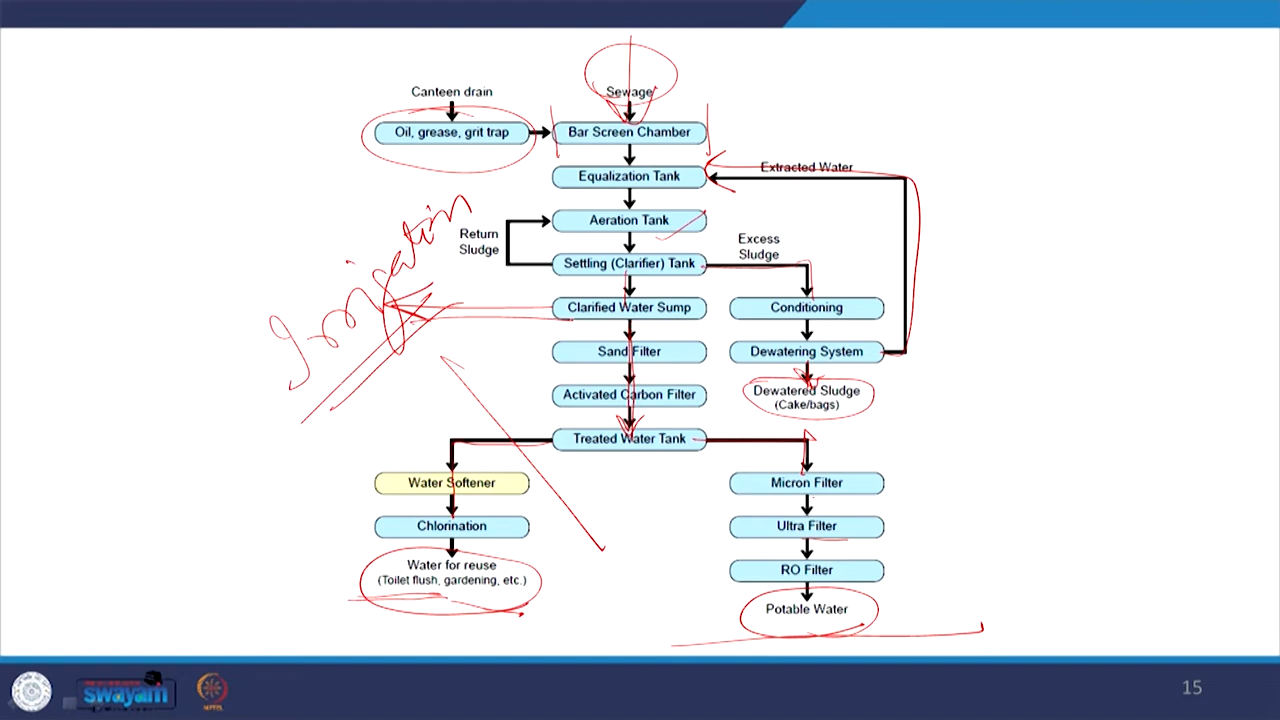 Canteen drain
Sewage
Oil, grease, grit trap
Bar Screen Chamber
Extracted Water
Equalization Tank
Aeration Tank
Return
Sludge
Excess
Sludge
Settling (Clarifier) Tank
Irrigation
Clarified Water Sump
Conditioning
Sand Filter
Dewatering System
Activated Carbon Filter
Dewatered Sludge
(Cake/bags)
Treated Water Tank
Water Softener
Micron Filter
Chlorination
Ultra Filter
Water for reuse
(Toilet flush, gardening, etc.)
RO Filter
Potable Water
swayam
15